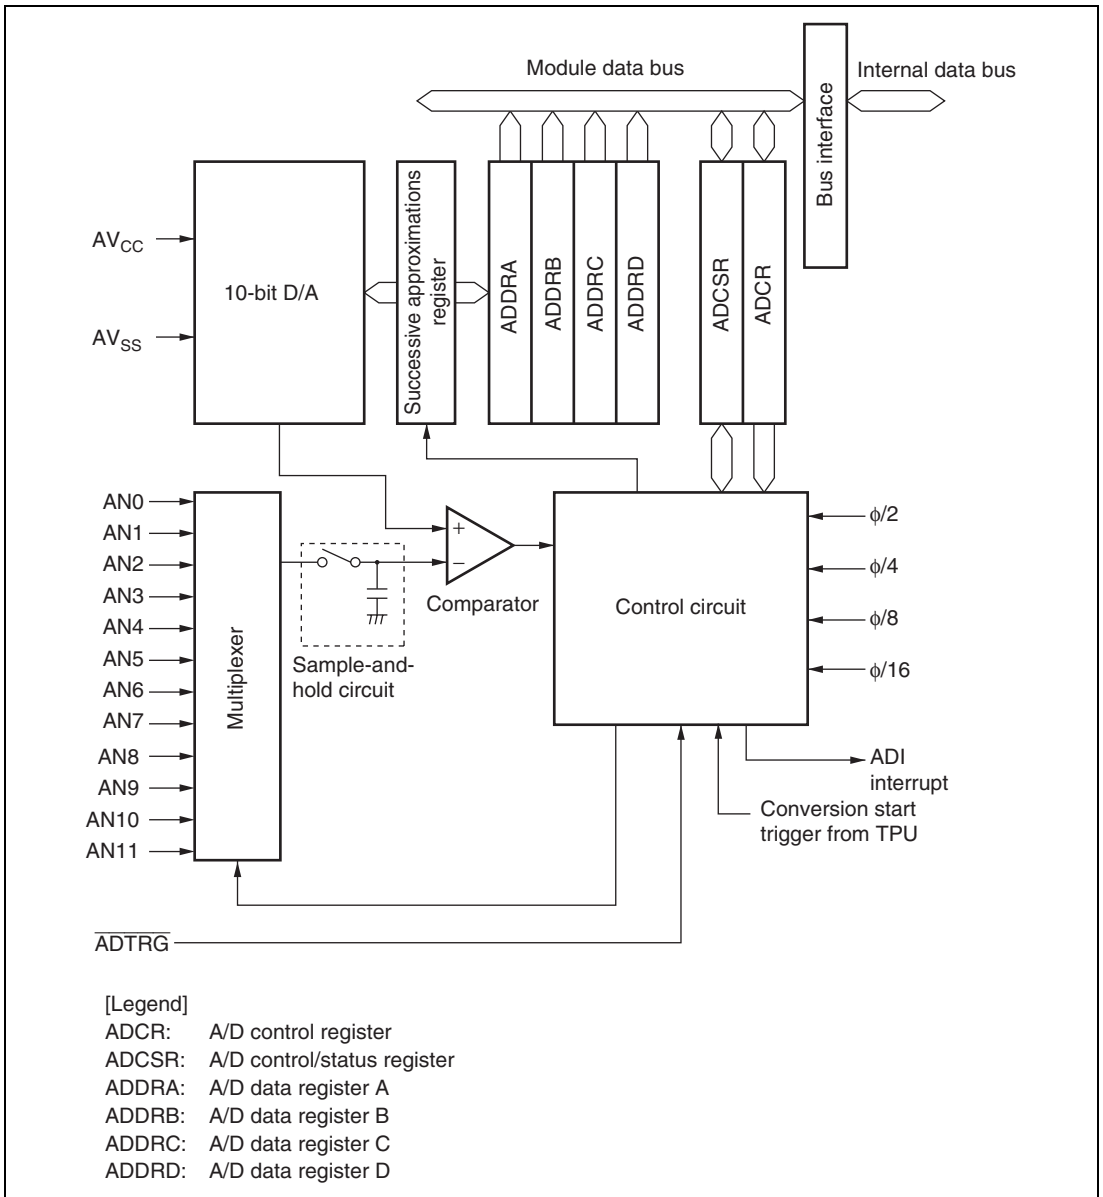 Module data bus
Internal data bus
Bus interface
AVCC
AVSS
10-bit D/A
Successive approximations
register
ADDRA
ADDRB
ADDRC
ADDRD
ADCSR
ADCR
AN0
AN1
AN2
AN3
AN4
AN5
AN6
AN7
AN8
AN9
AN10
AN11
Multiplexer
+
−
Comparator
Sample-and-
hold circuit
Control circuit
ϕ/2
ϕ/4
ϕ/8
ϕ/16
ADI
interrupt
Conversion start
trigger from TPU
ADTRG
[Legend]
ADCR: A/D control register
ADCSR: A/D control/status register
ADDRA: A/D data register A
ADDRB: A/D data register B
ADDRC: A/D data register C
ADDRD: A/D data register D